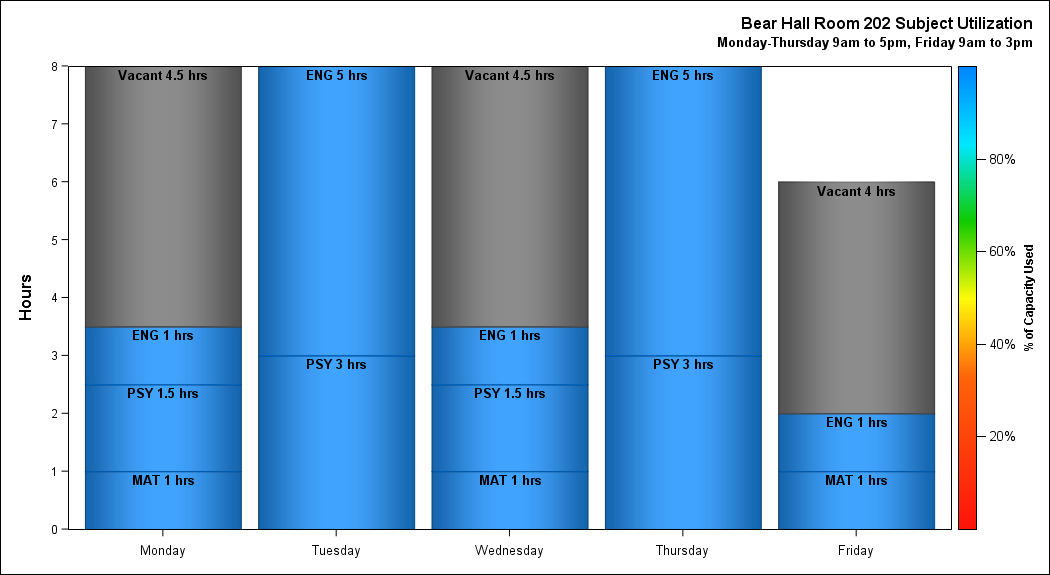 Bear Hall Room 202 Subject Utilization
Monday-Thursday 9am to 5pm, Friday 9am to 3pm
Hours
8
7
6
5
4
3
2
1
0
Vacant 4.5 hrs
ENG 1 hrs
PSY 1.5 hrs
MAT 1 hrs
ENG 5 hrs
PSY 3 hrs
Vacant 4.5 hrs
ENG 1 hrs
PSY 1.5 hrs
MAT 1 hrs
ENG 5 hrs
PSY 3 hrs
Vacant 4 hrs
ENG 1 hrs
MAT 1 hrs
Monday
Tuesday
Wednesday
Thursday
Friday
80%
60%
40%
20%
% of Capacity Used